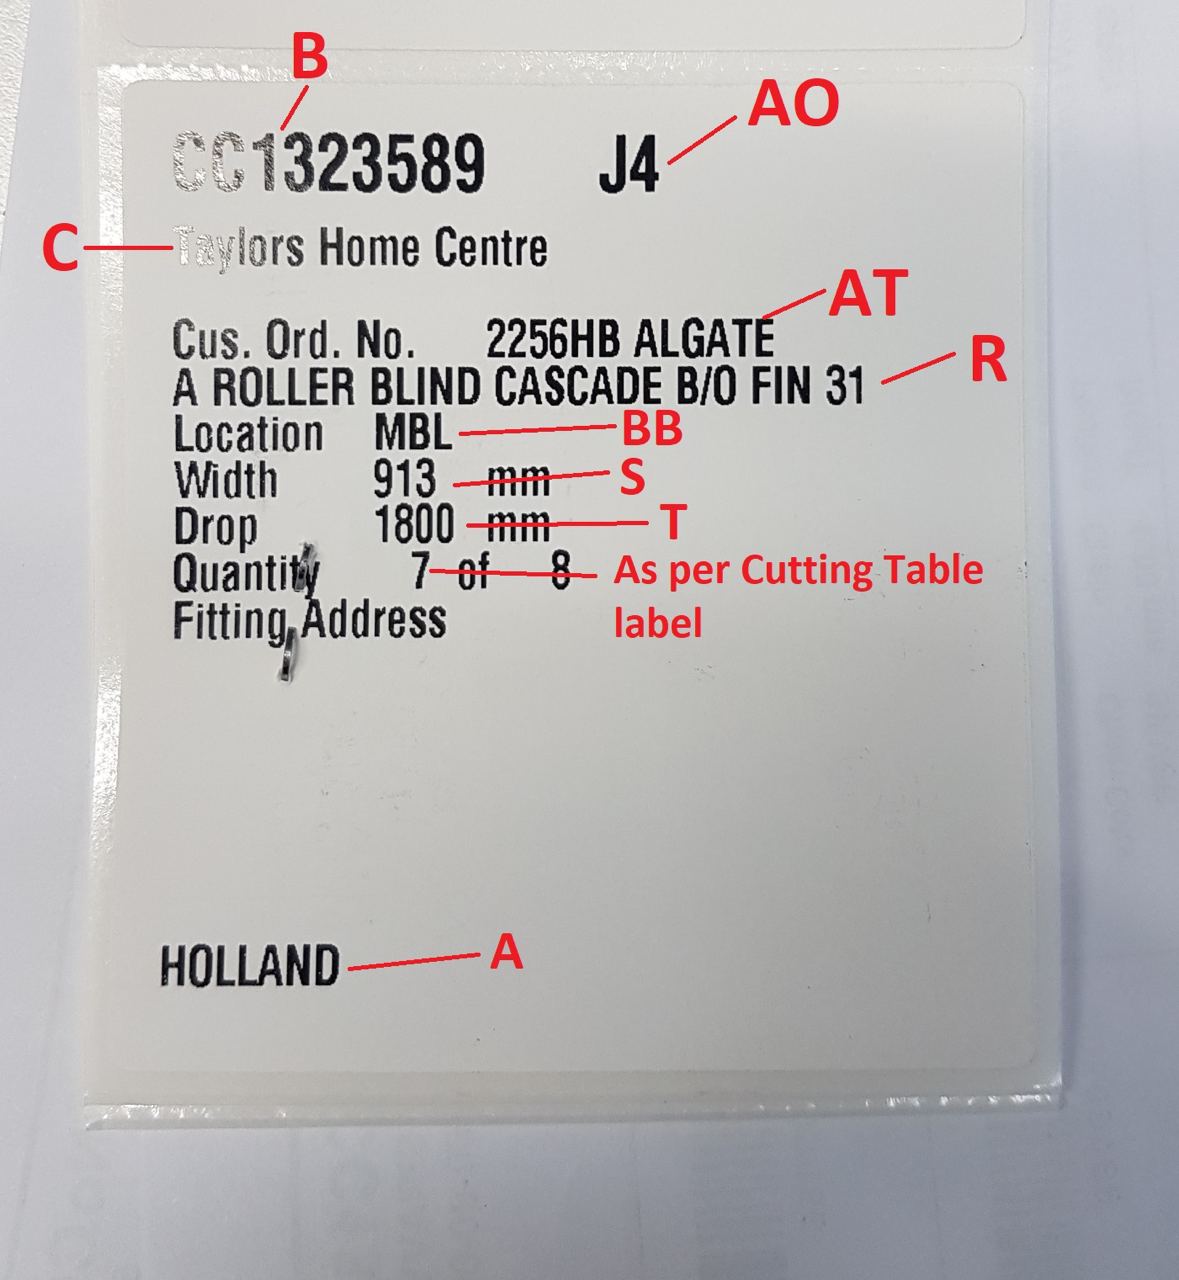 B
CC1323589 J4 AO
C Taylors Home Centre
AT
Cus. Ord. No. 2256HB ALGATE
A ROLLER BLIND CASCADE B/O FIN 31 R
Location MBL BB
Width 913 mm S
Drop 1800 mm T
Quantity 7 of 8 As per Cutting Table
label
Fitting Address
HOLLAND A